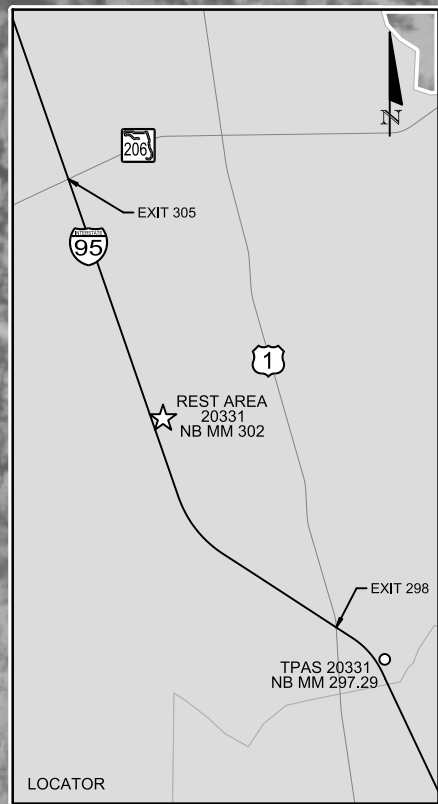 N
206
EXIT 305
INTERSTATE
95
1
REST AREA
20331
NB MM 302
EXIT 298
TPAS 20331
NB MM 297.29
LOCATOR